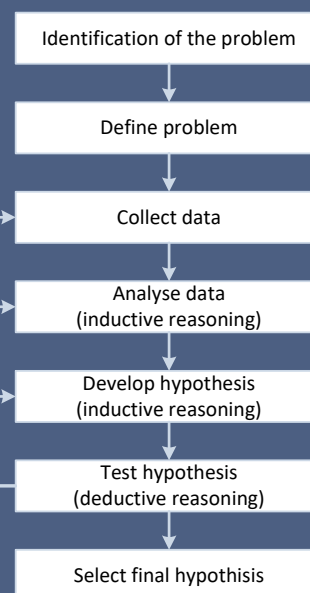 Identification of the problem
Define problem
Collect data
Analyse data
(inductive reasoning)
Develop hypothesis
(inductive reasoning)
Test hypothesis
(deductive reasoning)
Select final hypothisis